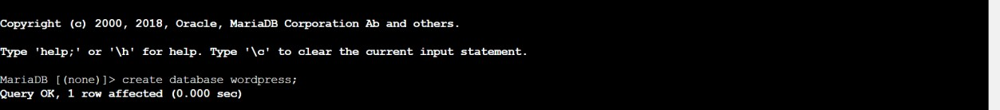 Copyright (c) 2000, 2018, Oracle, MariaDB Corporation Ab and others.
Type 'help;' or '\h' for help. Type '\c' to clear the current input statement.
MariaDB [(none)]> create database wordpress;
Query OK, 1 row affected (0.000 sec)